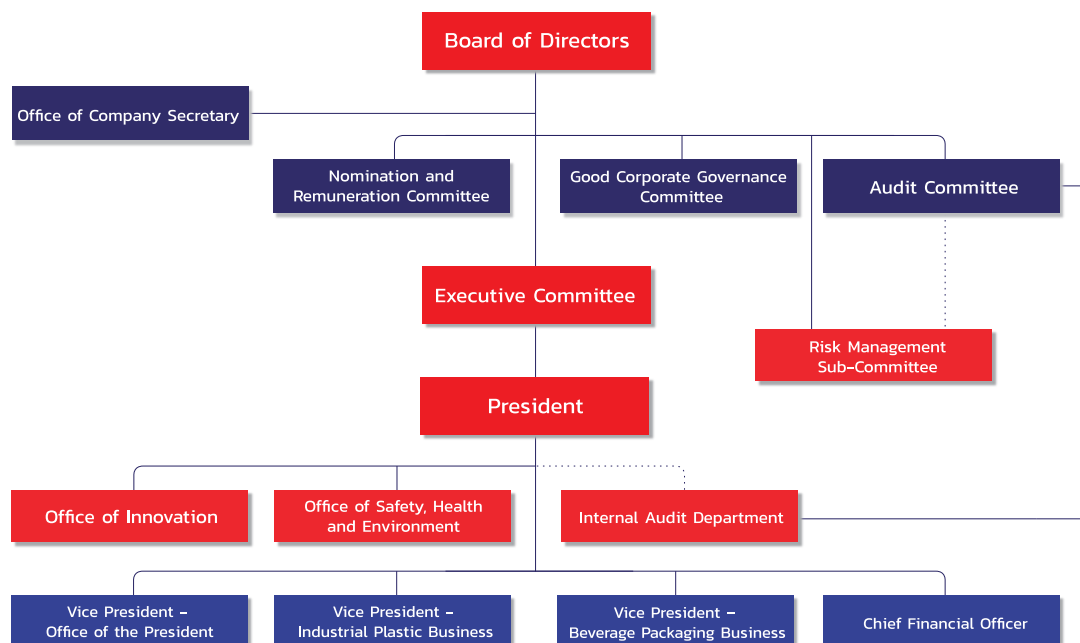 Board of Directors
Office of Company Secretary
Nomination and
Remuneration Committee
Good Corporate Governance
Committee
Audit Committee
Executive Committee
Risk Management
Sub-Committee
President
Office of Innovation
Office of Safety, Health
and Environment
Internal Audit Department
Vice President –
Office of the President
Vice President –
Industrial Plastic Business
Vice President –
Beverage Packaging Business
Chief Financial Officer